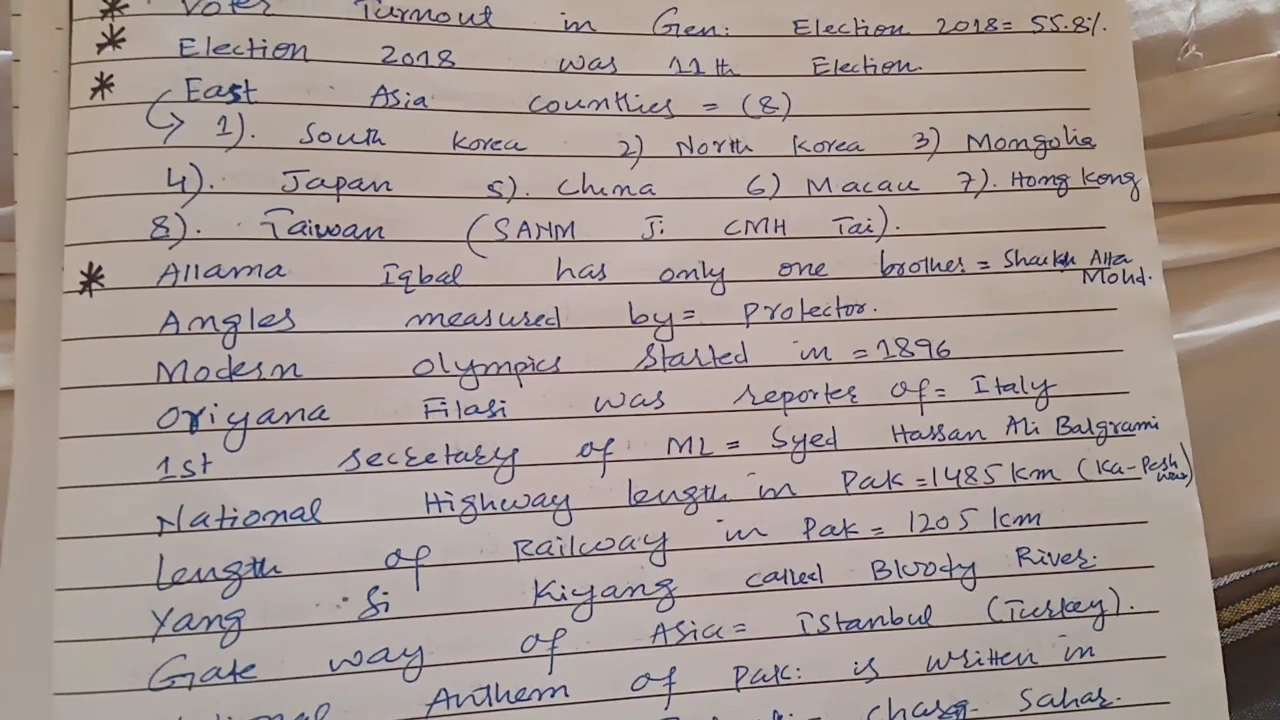 * Voter Turnout in Gen: Election 2018= 55.8%.
* Election 2018 was 11th Election.
* East Asia countries = (8)
↳ 1). South Korea 2) North Korea 3) Mongolia
4). Japan 5). China 6) Macau 7). Hong Kong
8). Taiwan (SANM J: CMH Tai).
* Allama Iqbal has only one brother = Shaikh Atta Mohd.
Angles measured by= Protector.
Modern Olympics started in = 1896
Oriyana Filasi was reporter of= Italy
1st secretary of ML = Syed Hassan Ali Balgrami
National Highway length in Pak =1485 km (Ka-Peshwar)
Length of Railway in Pak = 1205 km
Yang Si Kiyang called Bloody River.
Gate way of Asia= Istanbul (Turkey).
Anthem of Pak: is written in
Sahar.